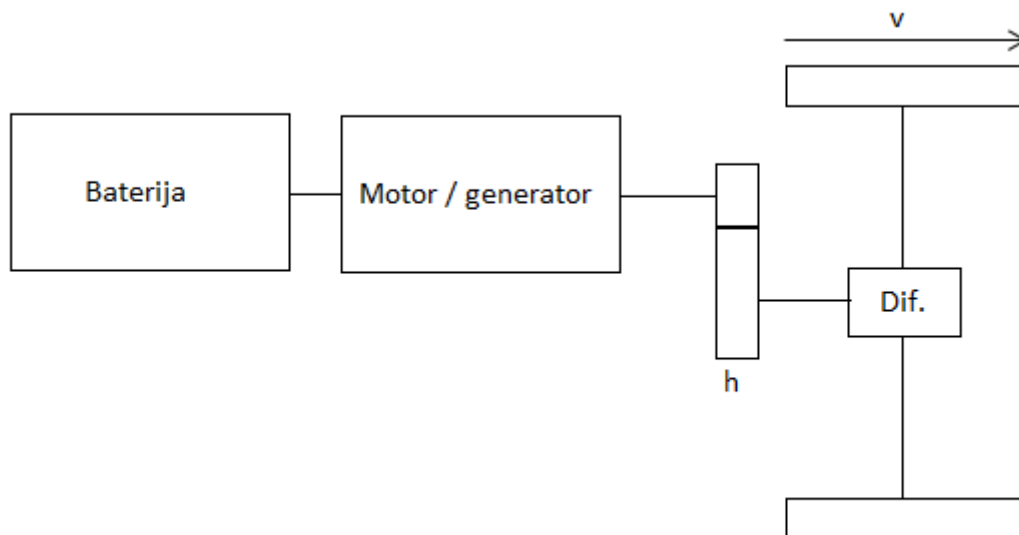 v
Baterija
Motor / generator
Dif.
h